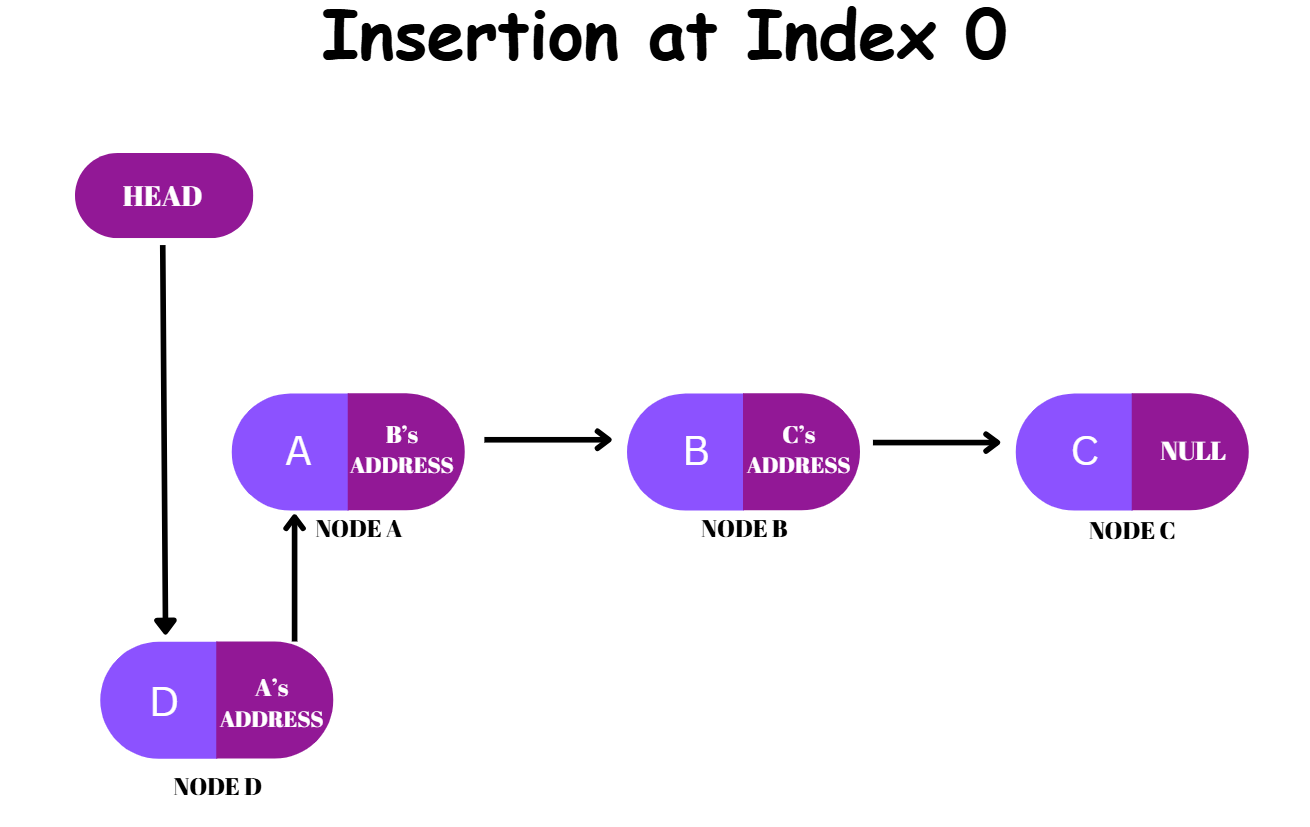 Insertion at Index 0
HEAD
A
B's
ADDRESS
NODE A
B
C's
ADDRESS
NODE B
C
NULL
NODE C
D
A's
ADDRESS
NODE D